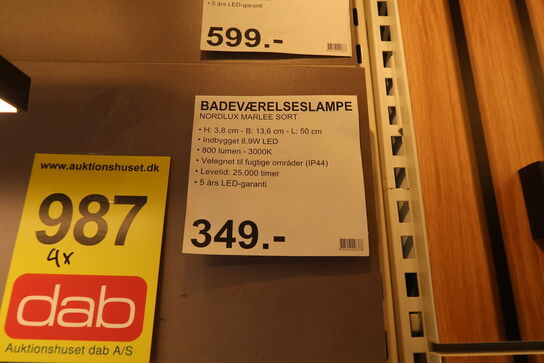 • 5 års LED-garanti
599.-
BADEVÆRELSESLAMPE
NORDLUX MARLEE SORT
• H: 3,8 cm - B: 13,6 cm - L: 50 cm
• Indbygget 8,9W LED
• 800 lumen - 3000K
• Velegnet til fugtige områder (IP44)
• Levetid: 25.000 timer
• 5 års LED-garanti
349.-
www.auktionshuset.dk
987
4x
dab
Auktionshuset dab A/S